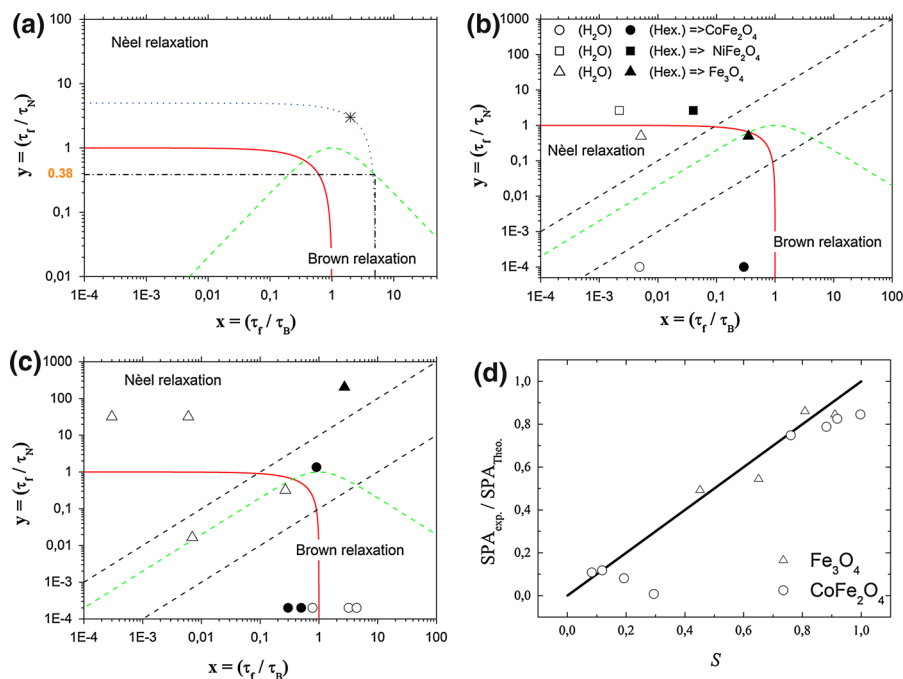 (a)
Nèel relaxation
10
1
0.38
0,1
0,01
y = (τf / τN)
Brown relaxation
1E-4 1E-3 0,01 0,1 1 10
x = (τf / τB)
(b)
1000
100
10
1
0,1
0,01
1E-3
1E-4
y = (τf / τN)
(H2O) (Hex.) =>CoFe2O4
(H2O) (Hex.) => NiFe2O4
(H2O) (Hex.) => Fe3O4
Nèel relaxation
Brown relaxation
1E-4 1E-3 0,01 0,1 1 10 100
x = (τf / τB)
(c)
1000
100
10
1
0,1
0,01
1E-3
1E-4
y = (τf / τN)
Nèel relaxation
Brown relaxation
1E-4 1E-3 0,01 0,1 1 10 100
x = (τf / τB)
(d)
1,0
0,8
0,6
0,4
0,2
0,0
SPAexp. / SPATheo.
Fe3O4
CoFe2O4
0,0 0,2 0,4 0,6 0,8 1,0
S